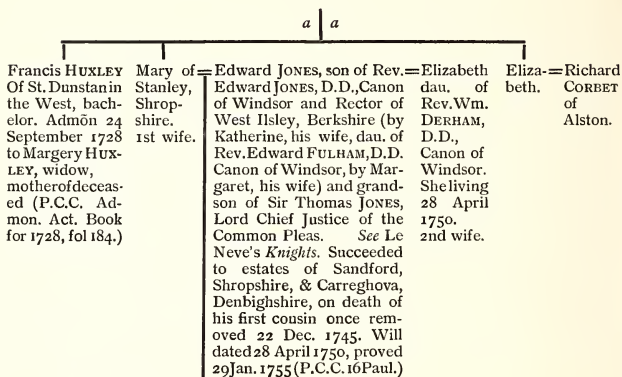 a | a
Francis HUXLEY
Of St. Dunstan in
the West, bach-
elor. Admōn 24
September 1728
to Margery HUX-
LEY, widow,
mother of deceas-
ed (P.C.C. Ad-
mon. Act. Book
for 1728, fol 184.)
Mary of
Stanley,
Shrop-
shire.
1st wife.
=Edward JONES, son of Rev.=
Edward JONES, D.D., Canon
of Windsor and Rector of
West Ilsley, Berkshire (by
Katherine, his wife, dau. of
Rev. Edward FULHAM, D.D.
Canon of Windsor, by Mar-
garet, his wife) and grand-
son of Sir Thomas JONES,
Lord Chief Justice of the
Common Pleas. See Le
Neve's Knights. Succeeded
to estates of Sandford,
Shropshire, & Carreghova,
Denbighshire, on death of
his first cousin once rem-
oved 22 Dec. 1745. Will
dated 28 April 1750, proved
29 Jan. 1755 (P.C.C. 16 Paul.)
Elizabeth
dau. of
Rev. Wm.
DERHAM,
D.D.,
Canon of
Windsor.
She living
28 April
1750.
2nd wife.
Eliza-
beth.
=Richard
CORBET
of
Alston.